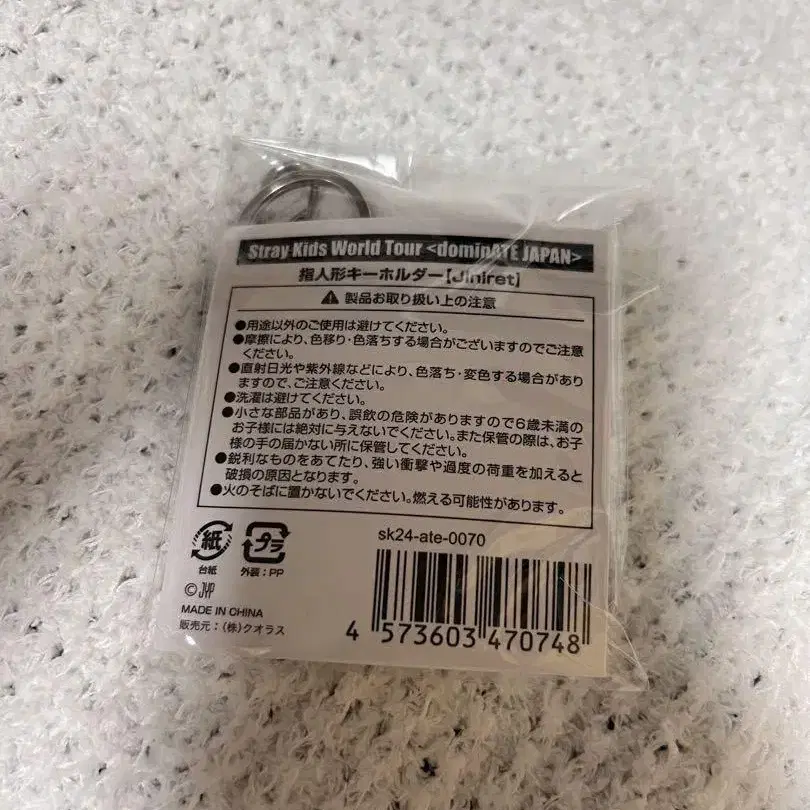 Stray Kids World Tour <dominATE JAPAN>
指人形キーホルダー【Jiniret】
⚠ 製品お取り扱い上の注意
●用途以外のご使用は避けてください。
●摩擦により、色移り・色落ちする場合がございますのでご注意
ください。
●直射日光や紫外線などにより、色落ち・変色する場合があり
ますので、ご注意ください。
●洗濯は避けてください。
●小さな部品があり、誤飲の危険がありますので6歳未満の
お子様には絶対に与えないでください。また保管の際は、お子
様の手の届かない所に保管してください。
●鋭利なものをあてたり、強い衝撃や過度の荷重を加えると
破損の原因となります。
●火のそばに置かないでください。燃える可能性があります。
紙
台紙
プラ
外装：PP
sk24-ate-0070
© JYP
MADE IN CHINA
販売元：(株)クオラス
4 573603 470748